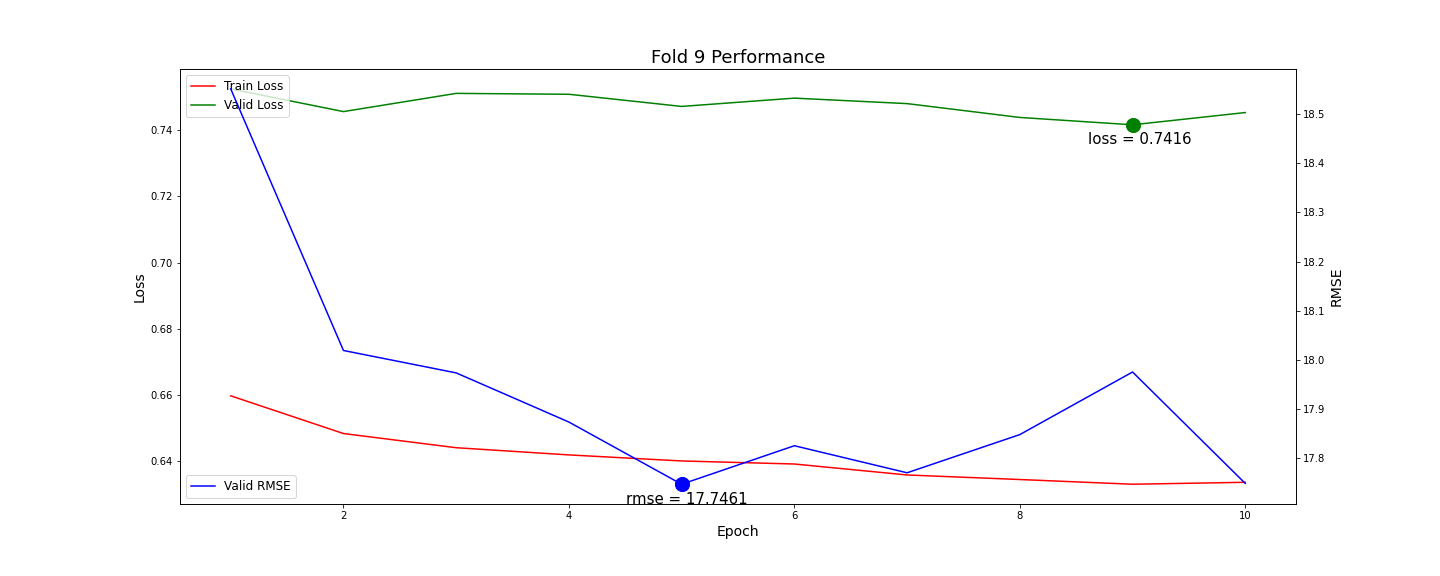 Fold 9 Performance
Train Loss
Valid Loss
0.74
0.72
0.70
0.68
0.66
0.64
Loss
18.5
18.4
18.3
18.2
18.1
18.0
17.9
17.8
RMSE
loss = 0.7416
rmse = 17.7461
Valid RMSE
2
4
6
8
10
Epoch